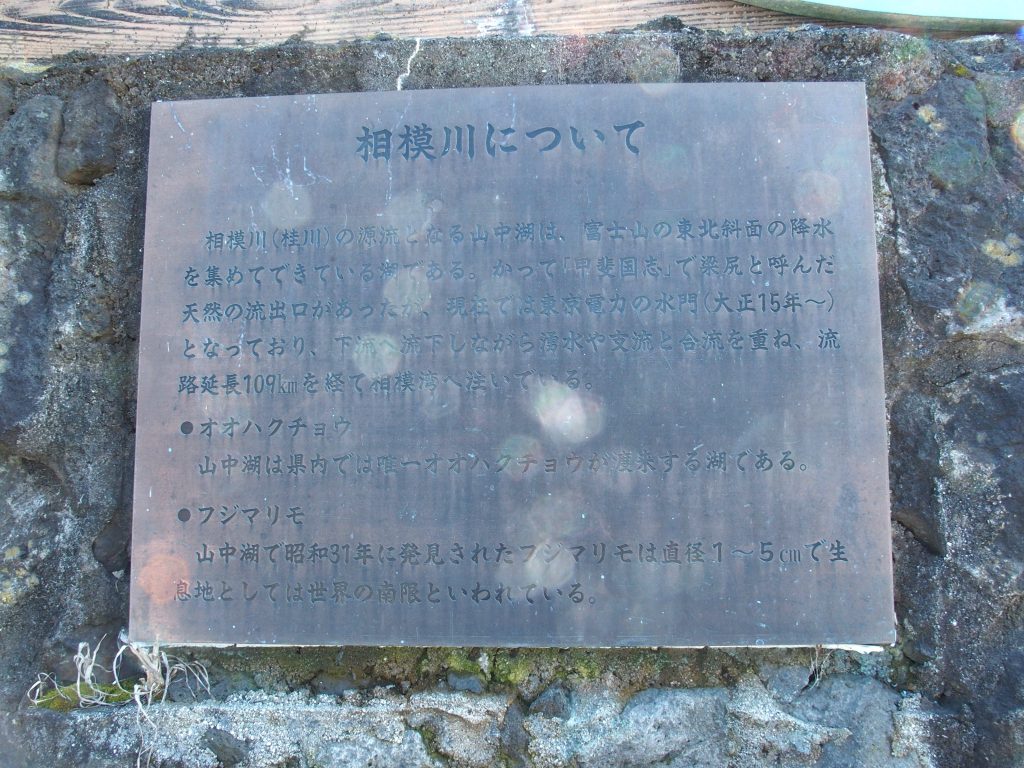 相模川について
相模川(桂川)の源流となる山中湖は、富士山の東北斜面の降水
を集めてできている湖である。かって「甲斐国志」で梁尻と呼んだ
天然の流出口があったが、現在では東京電力の水門(大正15年〜)
となっており、下流へ流下しながら湧水や支流と合流を重ね、流
路延長109㎞を経て相模湾へ注いでいる。
●オオハクチョウ
山中湖は県内では唯一オオハクチョウが渡来する湖である。
●フジマリモ
山中湖で昭和31年に発見されたフジマリモは直径1〜5㎝で生
息地としては世界の南限といわれている。